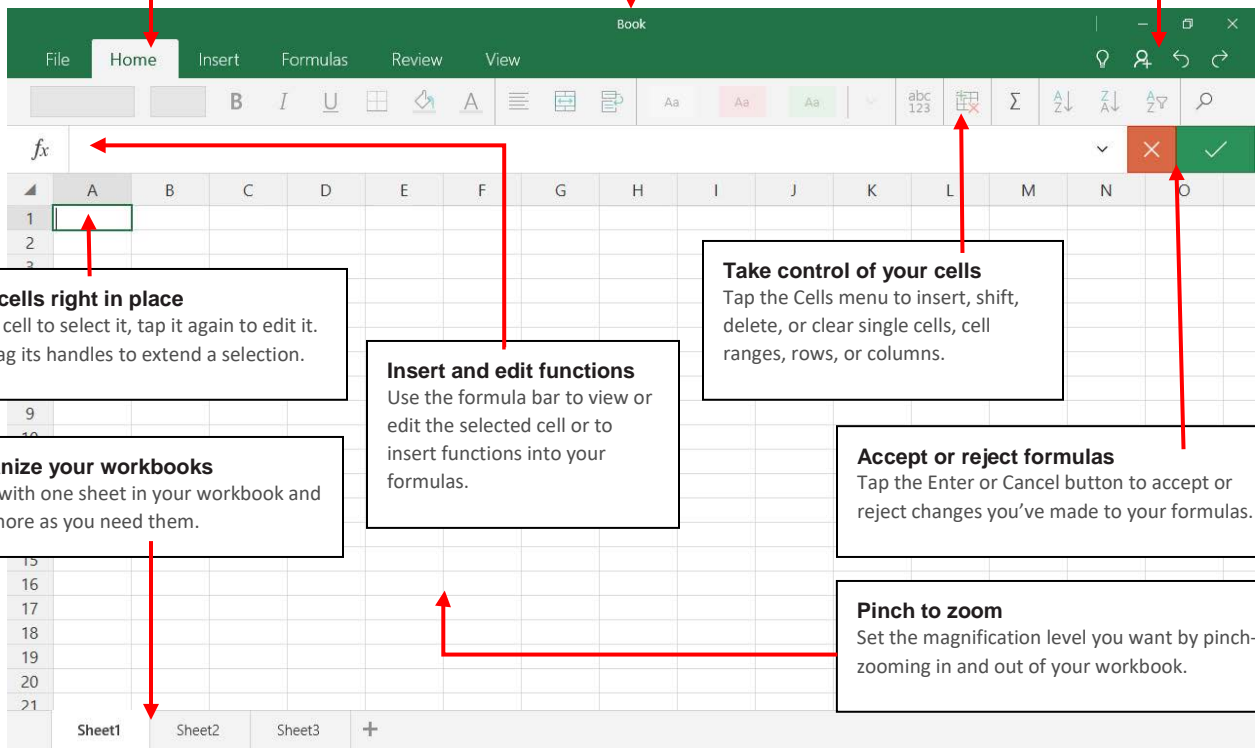 Book
File Home Insert Formulas Review View
B I U A Aa Aa Aa abc 123 Σ A Z Z A A Z
fx
A B C D E F G H I J K L M N O
1
2
3
cells right in place
cell to select it, tap it again to edit it.
ag its handles to extend a selection.
Take control of your cells
Tap the Cells menu to insert, shift,
delete, or clear single cells, cell
ranges, rows, or columns.
Insert and edit functions
Use the formula bar to view or
edit the selected cell or to
insert functions into your
formulas.
9
10
nize your workbooks
with one sheet in your workbook and
more as you need them.
Accept or reject formulas
Tap the Enter or Cancel button to accept or
reject changes you’ve made to your formulas.
15
16
17
18
19
20
21
Pinch to zoom
Set the magnification level you want by pinch-
zooming in and out of your workbook.
Sheet1 Sheet2 Sheet3 +